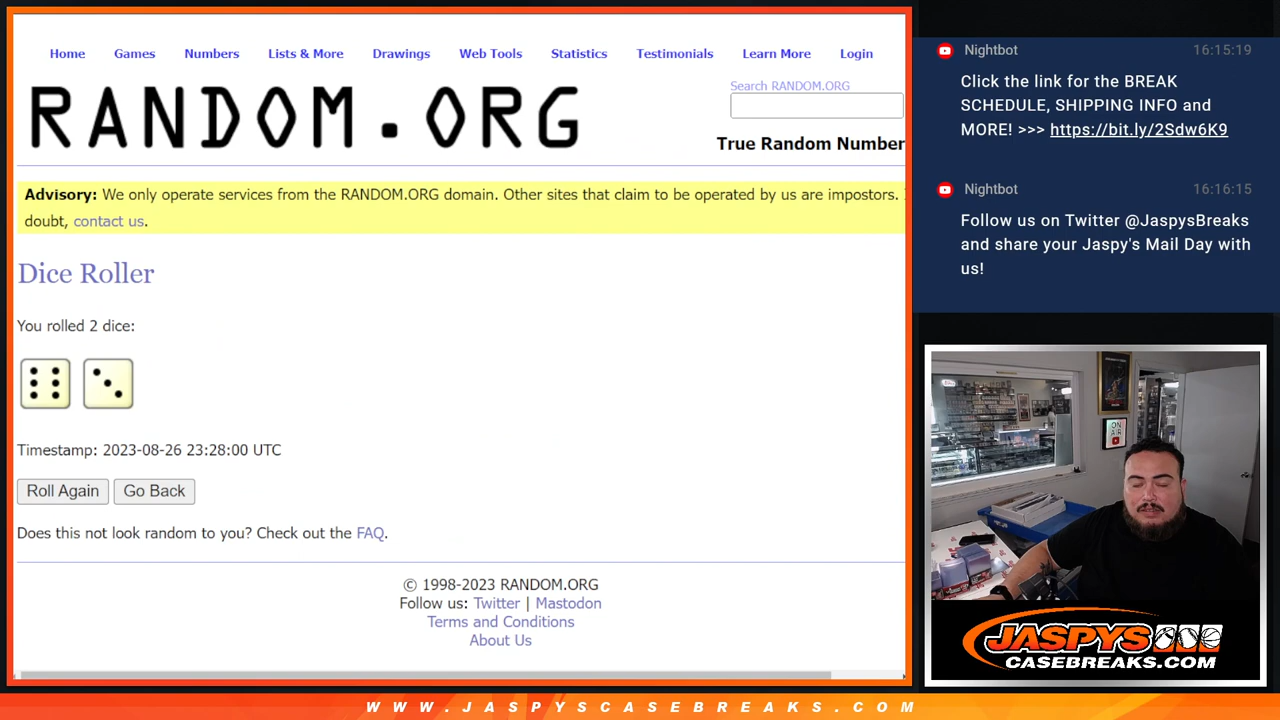 Home Games Numbers Lists & More Drawings Web Tools Statistics Testimonials Learn More Login
RANDOM.ORG
Search RANDOM.ORG
True Random Number
Advisory: We only operate services from the RANDOM.ORG domain. Other sites that claim to be operated by us are impostors.
doubt, contact us.
Dice Roller
You rolled 2 dice:
Timestamp: 2023-08-26 23:28:00 UTC
Roll Again Go Back
Does this not look random to you? Check out the FAQ.
© 1998-2023 RANDOM.ORG
Follow us: Twitter | Mastodon
Terms and Conditions
About Us
Nightbot 16:15:19
Click the link for the BREAK
SCHEDULE, SHIPPING INFO and
MORE! >>> https://bit.ly/2Sdw6K9
Nightbot 16:16:15
Follow us on Twitter @JaspysBreaks
and share your Jaspy's Mail Day with
us!
ON
AIR
JASPYS
CASEBREAKS.COM
WWW.JASPYSCASEBREAKS.COM